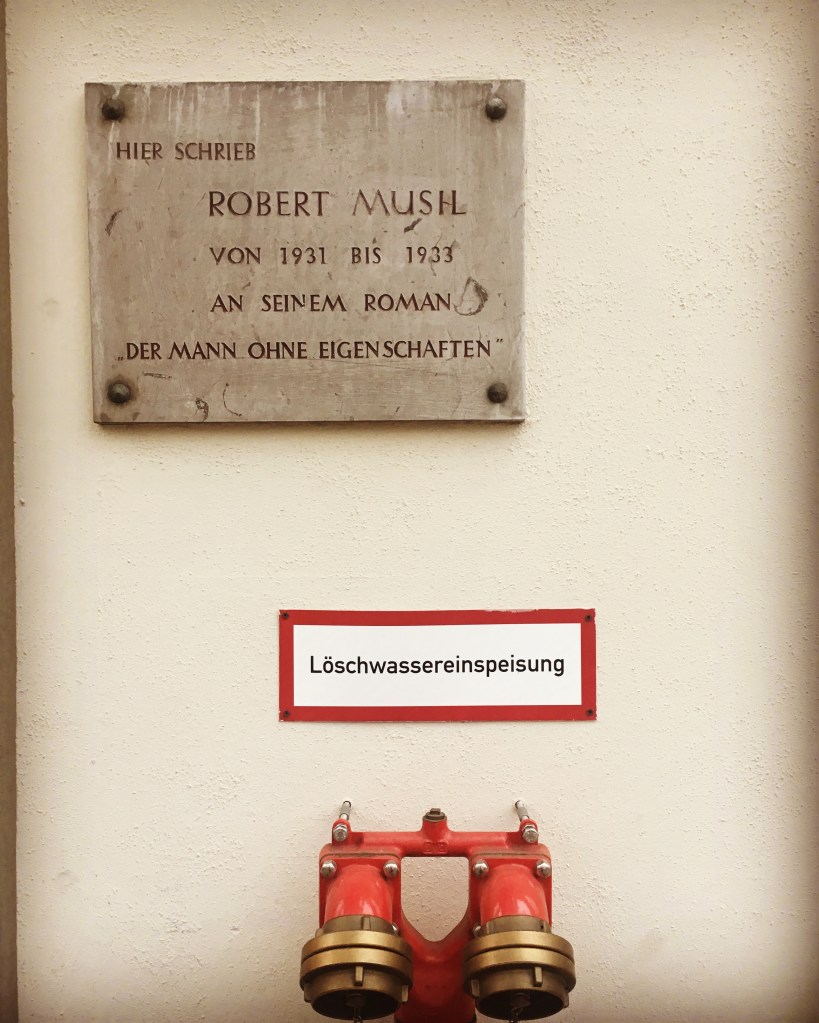 HIER SCHRIEB
ROBERT MUSIL
VON 1931 BIS 1933
AN SEINEM ROMAN
„DER MANN OHNE EIGENSCHAFTEN”
Löschwassereinspeisung